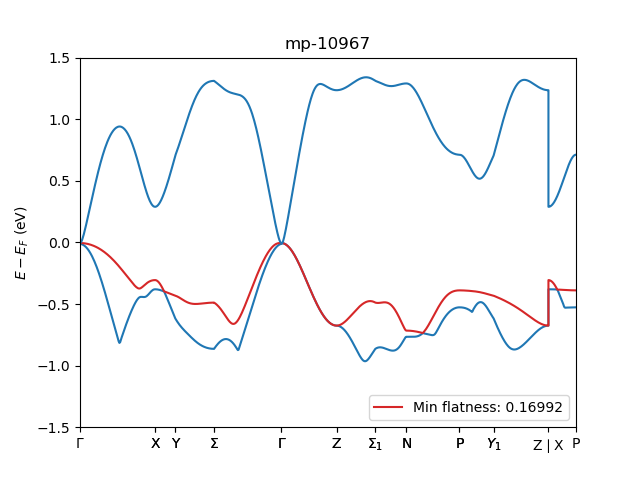 mp-10967
1.5
1.0
0.5
0.0
−0.5
−1.0
−1.5
E − E_F (eV)
Min flatness: 0.16992
Γ X Y Σ Γ Z Σ₁ N P Y₁ Z | X P